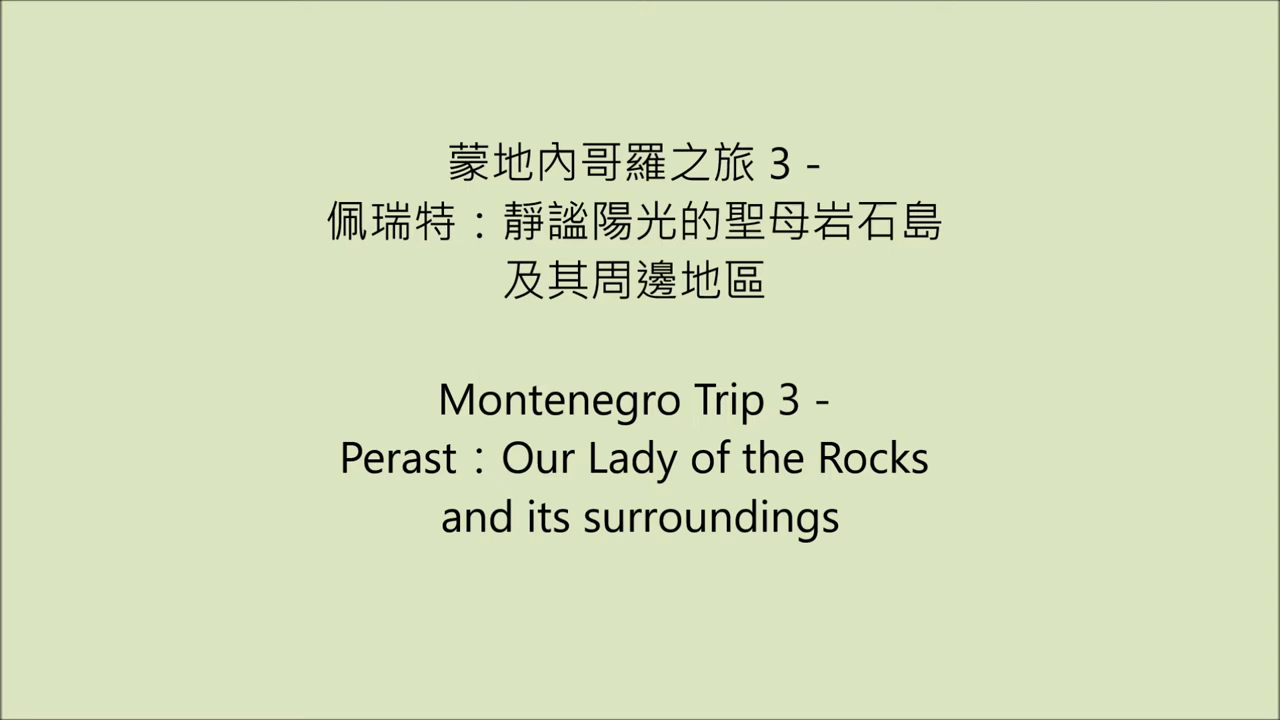 蒙地內哥羅之旅 3 -
佩瑞特：靜謐陽光的聖母岩石島
及其周邊地區
Montenegro Trip 3 -
Perast：Our Lady of the Rocks
and its surroundings